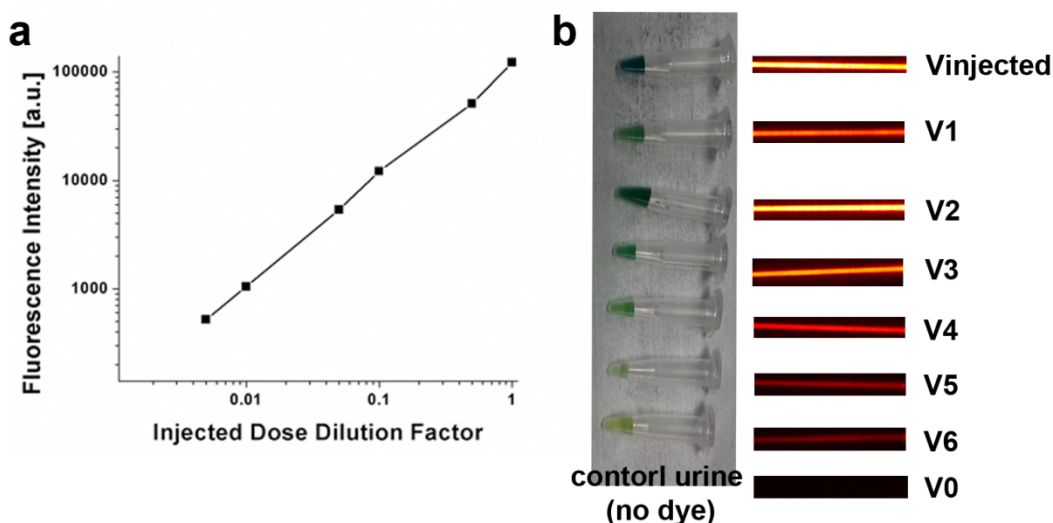 a
Fluorescence Intensity [a.u.]
100000
10000
1000
0.01
0.1
1
Injected Dose Dilution Factor
b
Vinjected
V1
V2
V3
V4
V5
V6
V0
contorl urine
(no dye)